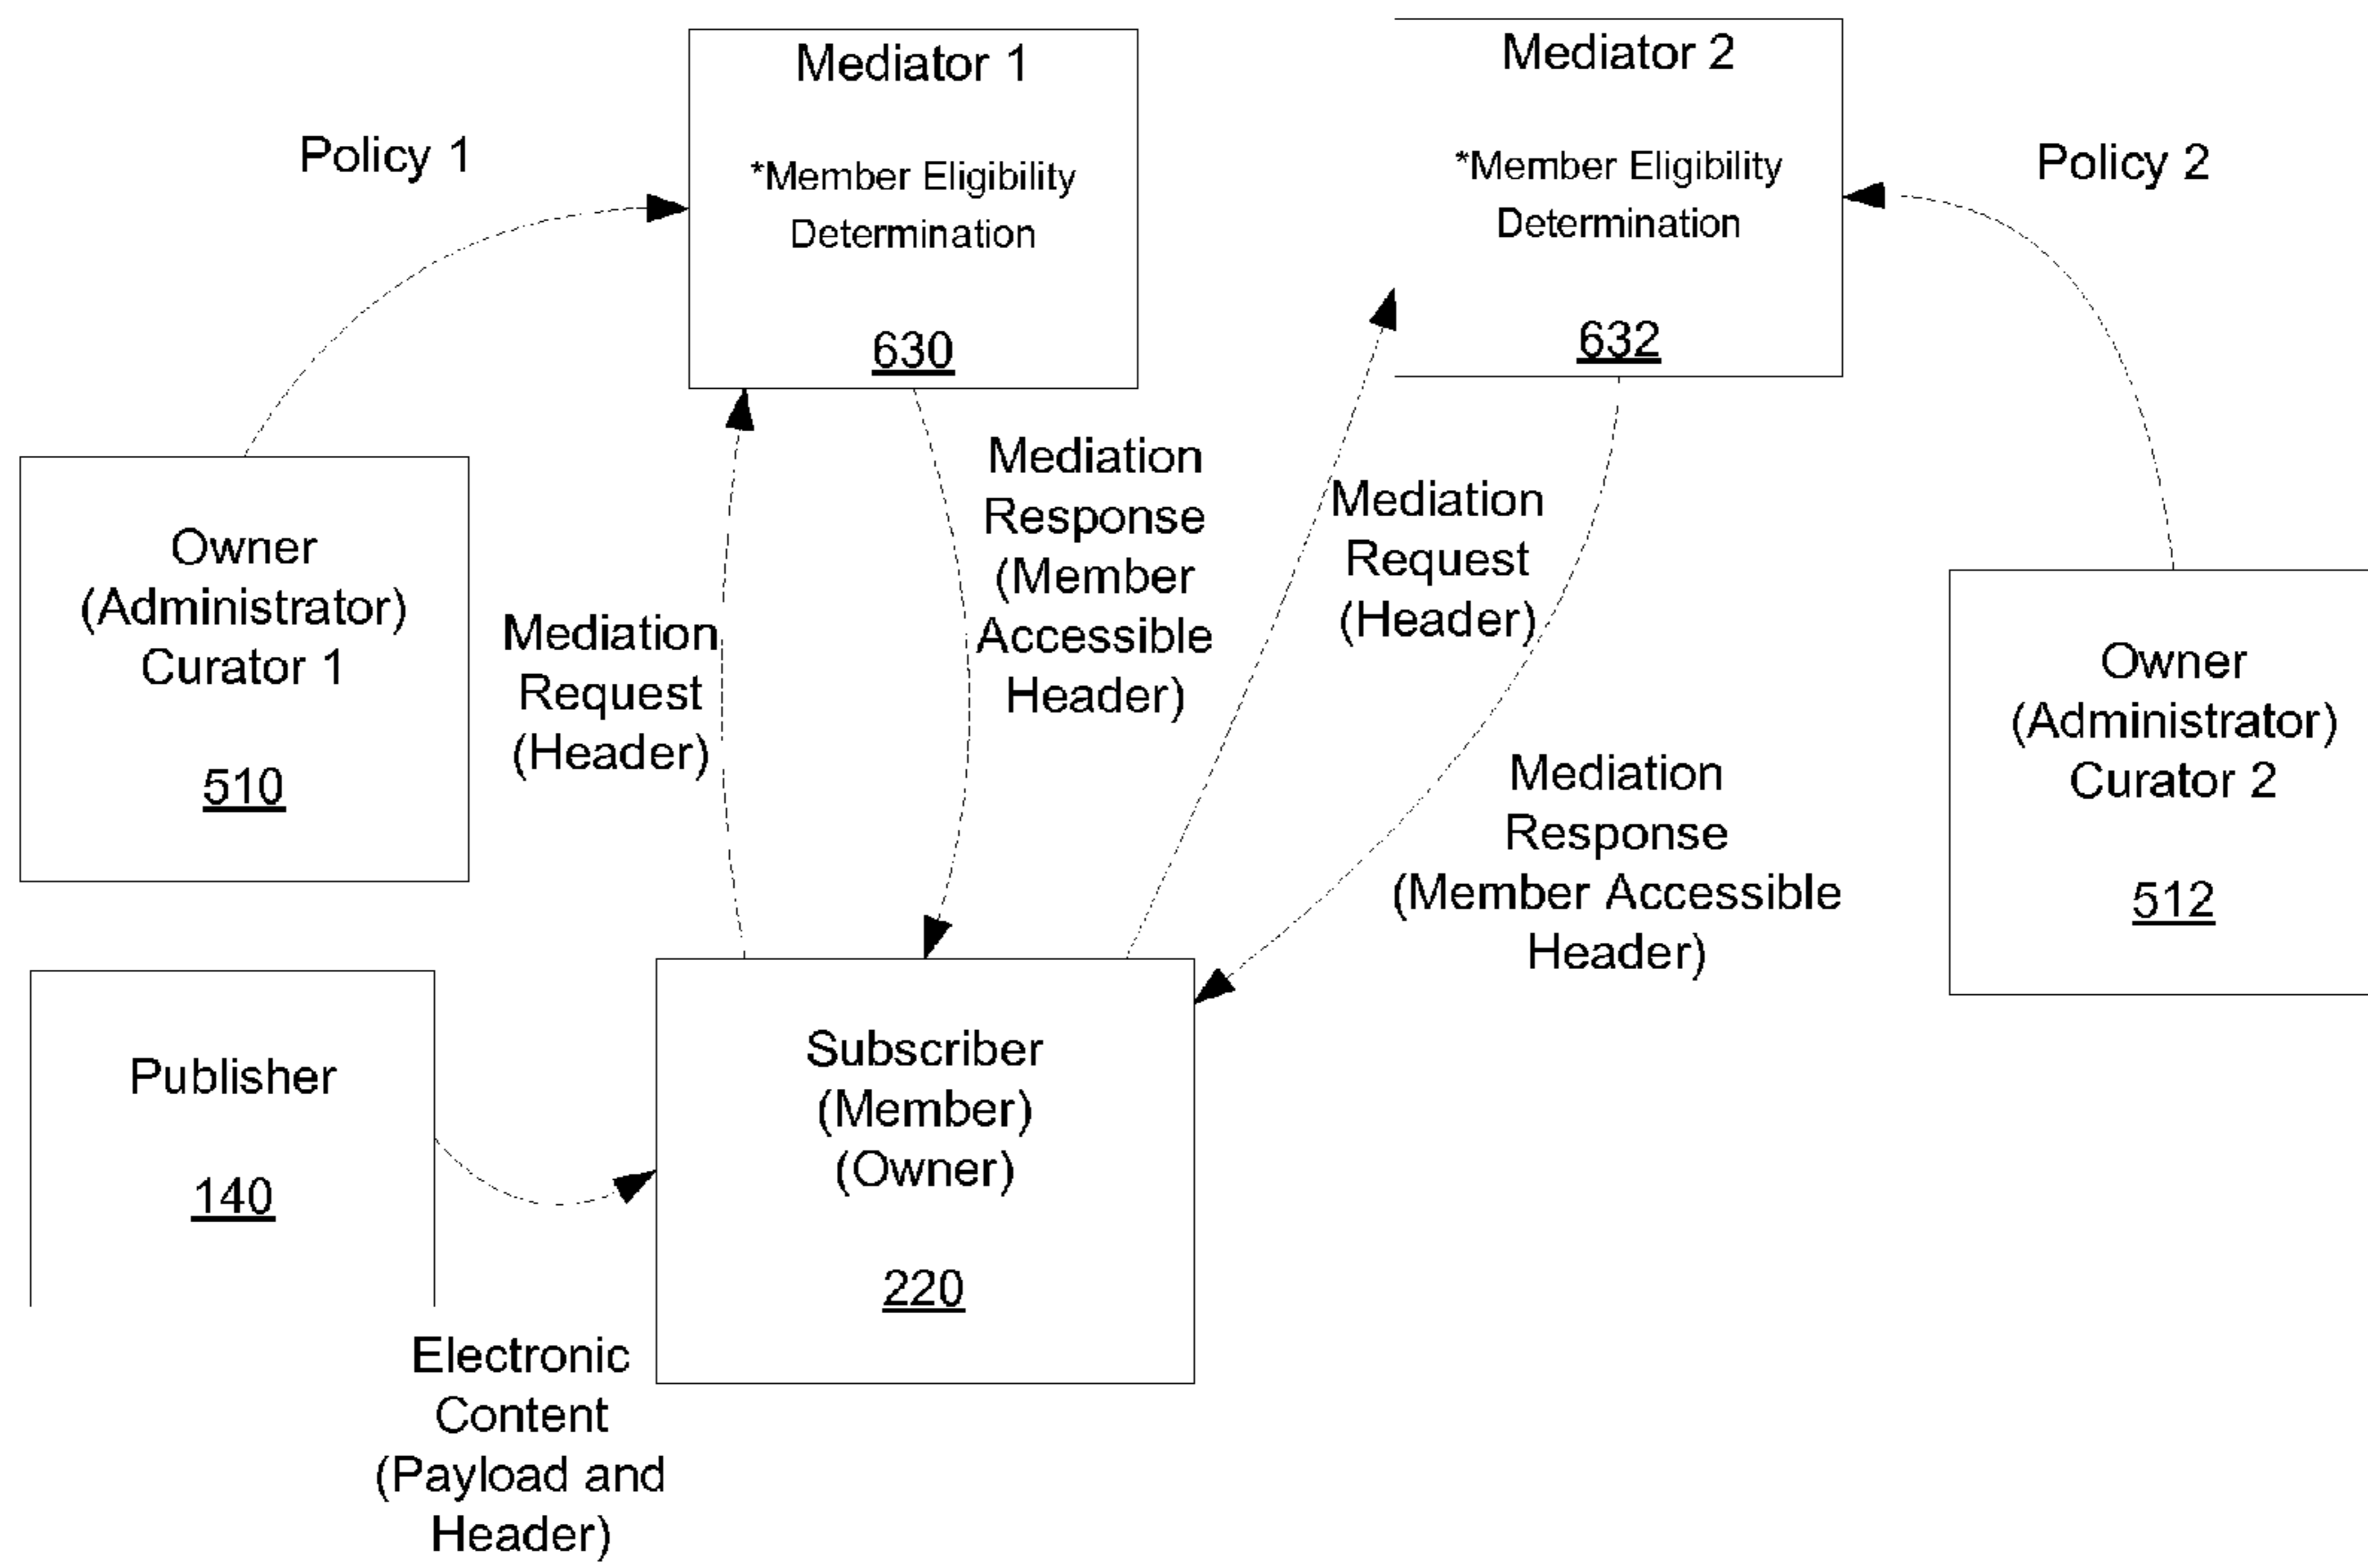 Mediator 1
*Member Eligibility
Determination
630
Mediator 2
*Member Eligibility
Determination
632
Policy 1
Policy 2
Owner
(Administrator)
Curator 1
510
Mediation
Request
(Header)
Mediation
Response
(Member
Accessible
Header)
Mediation
Request
(Header)
Mediation
Response
(Member Accessible
Header)
Owner
(Administrator)
Curator 2
512
Publisher
140
Subscriber
(Member)
(Owner)
220
Electronic
Content
(Payload and
Header)